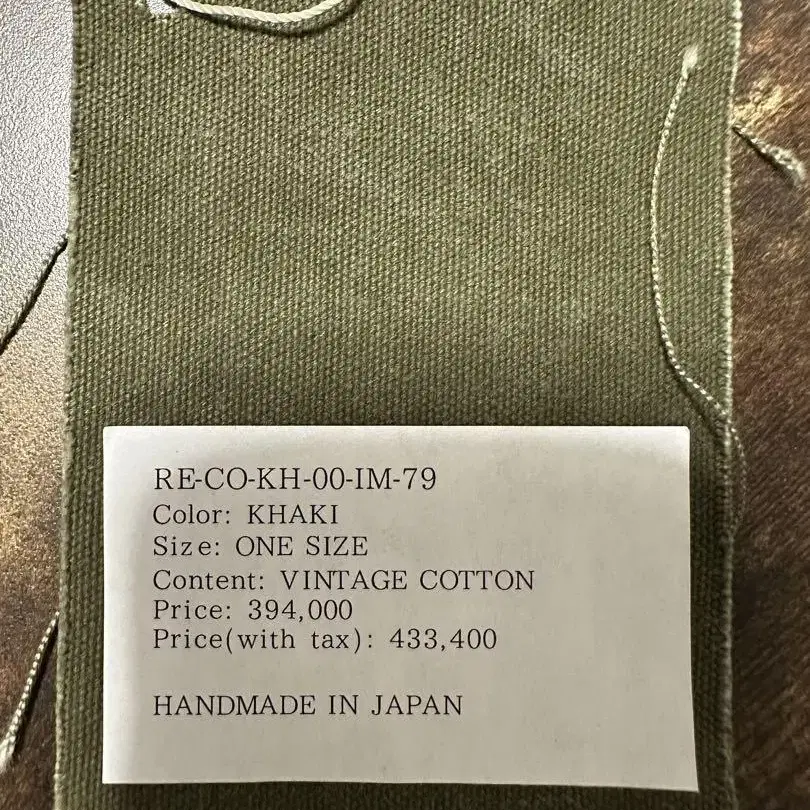 RE-CO-KH-00-IM-79
Color: KHAKI
Size: ONE SIZE
Content: VINTAGE COTTON
Price: 394,000
Price(with tax): 433,400
HANDMADE IN JAPAN